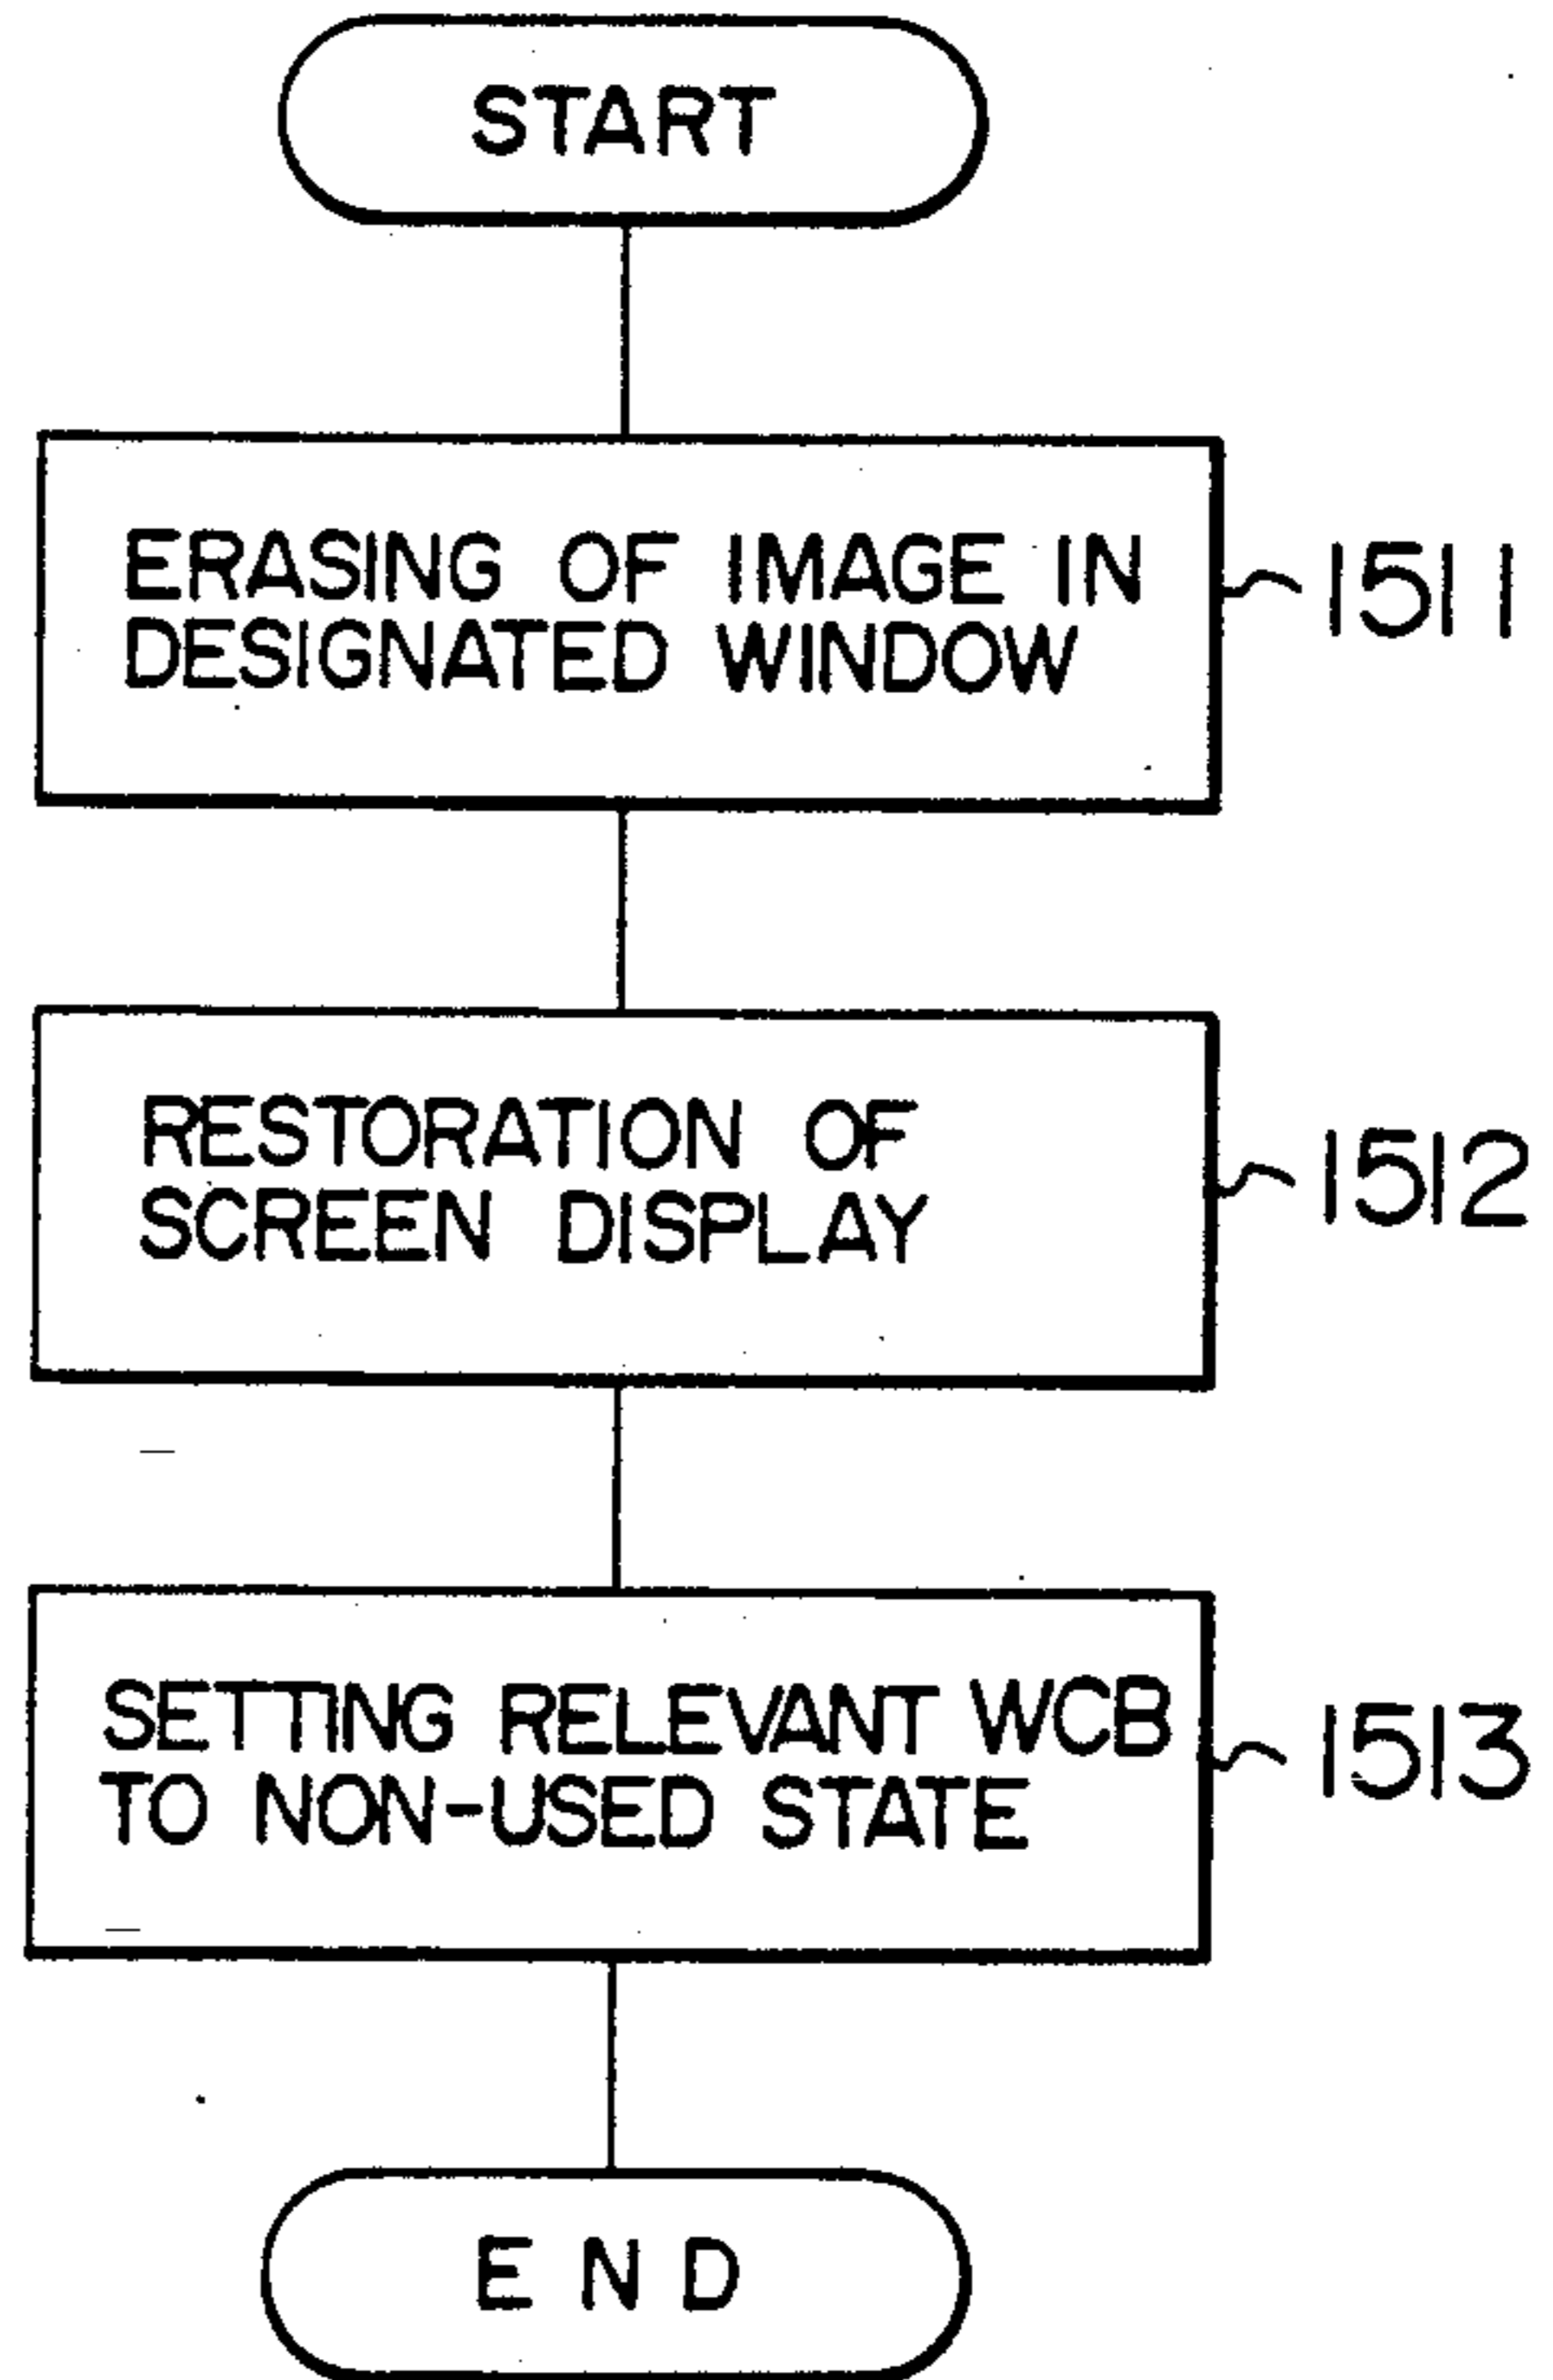 START
ERASING OF IMAGE IN
DESIGNATED WINDOW
1511
RESTORATION OF
SCREEN DISPLAY
1512
SETTING RELEVANT WCB
TO NON-USED STATE
1513
END